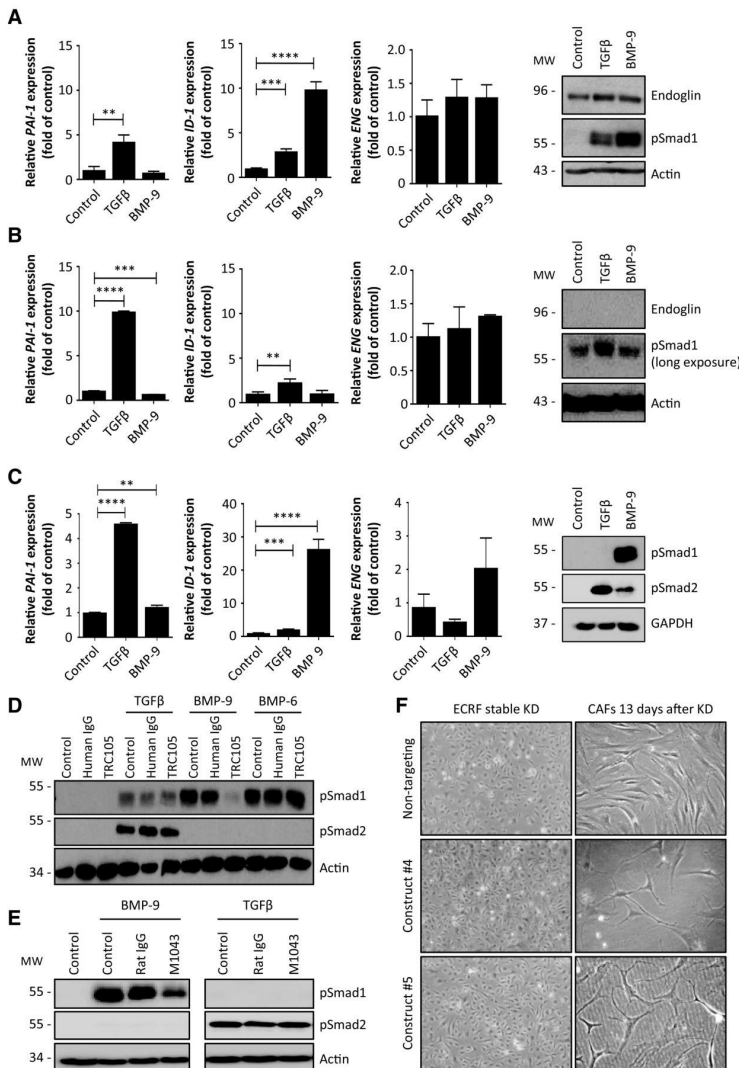 A
Relative PAI-1 expression
(fold of control)
15
10
5
0
**
Control
TGFβ
BMP-9
Relative ID-1 expression
(fold of control)
15
10
5
0
****
***
Control
TGFβ
BMP-9
Relative ENG expression
(fold of control)
2.0
1.5
1.0
0.5
0.0
Control
TGFβ
BMP-9
MW
Control
TGFβ
BMP-9
96 -
Endoglin
55 -
pSmad1
43 -
Actin
B
Relative PAI-1 expression
(fold of control)
15
10
5
0
***
****
Control
TGFβ
BMP-9
Relative ID-1 expression
(fold of control)
15
10
5
0
**
Control
TGFβ
BMP-9
Relative ENG expression
(fold of control)
2.0
1.5
1.0
0.5
0.0
Control
TGFβ
BMP-9
MW
Control
TGFβ
BMP-9
96 -
Endoglin
55 -
pSmad1
(long exposure)
43 -
Actin
C
Relative PAI-1 expression
(fold of control)
5
4
3
2
1
0
**
****
Control
TGFβ
BMP-9
Relative ID-1 expression
(fold of control)
40
30
20
10
0
****
***
Control
TGFβ
BMP 9
Relative ENG expression
(fold of control)
4
3
2
1
0
Control
TGFβ
BMP-9
MW
Control
TGFβ
BMP-9
55 -
pSmad1
55 -
pSmad2
37 -
GAPDH
D
TGFβ
BMP-9
BMP-6
MW
Control
Human IgG
TRC105
Control
Human IgG
TRC105
Control
Human IgG
TRC105
Control
Human IgG
TRC105
55 -
pSmad1
55 -
pSmad2
34 -
Actin
E
BMP-9
TGFβ
MW
Control
Control
Rat IgG
M1043
Control
Rat IgG
M1043
55 -
pSmad1
55 -
pSmad2
34 -
Actin
F
ECRF stable KD
CAFs 13 days after KD
Non-targeting
Construct #4
Construct #5